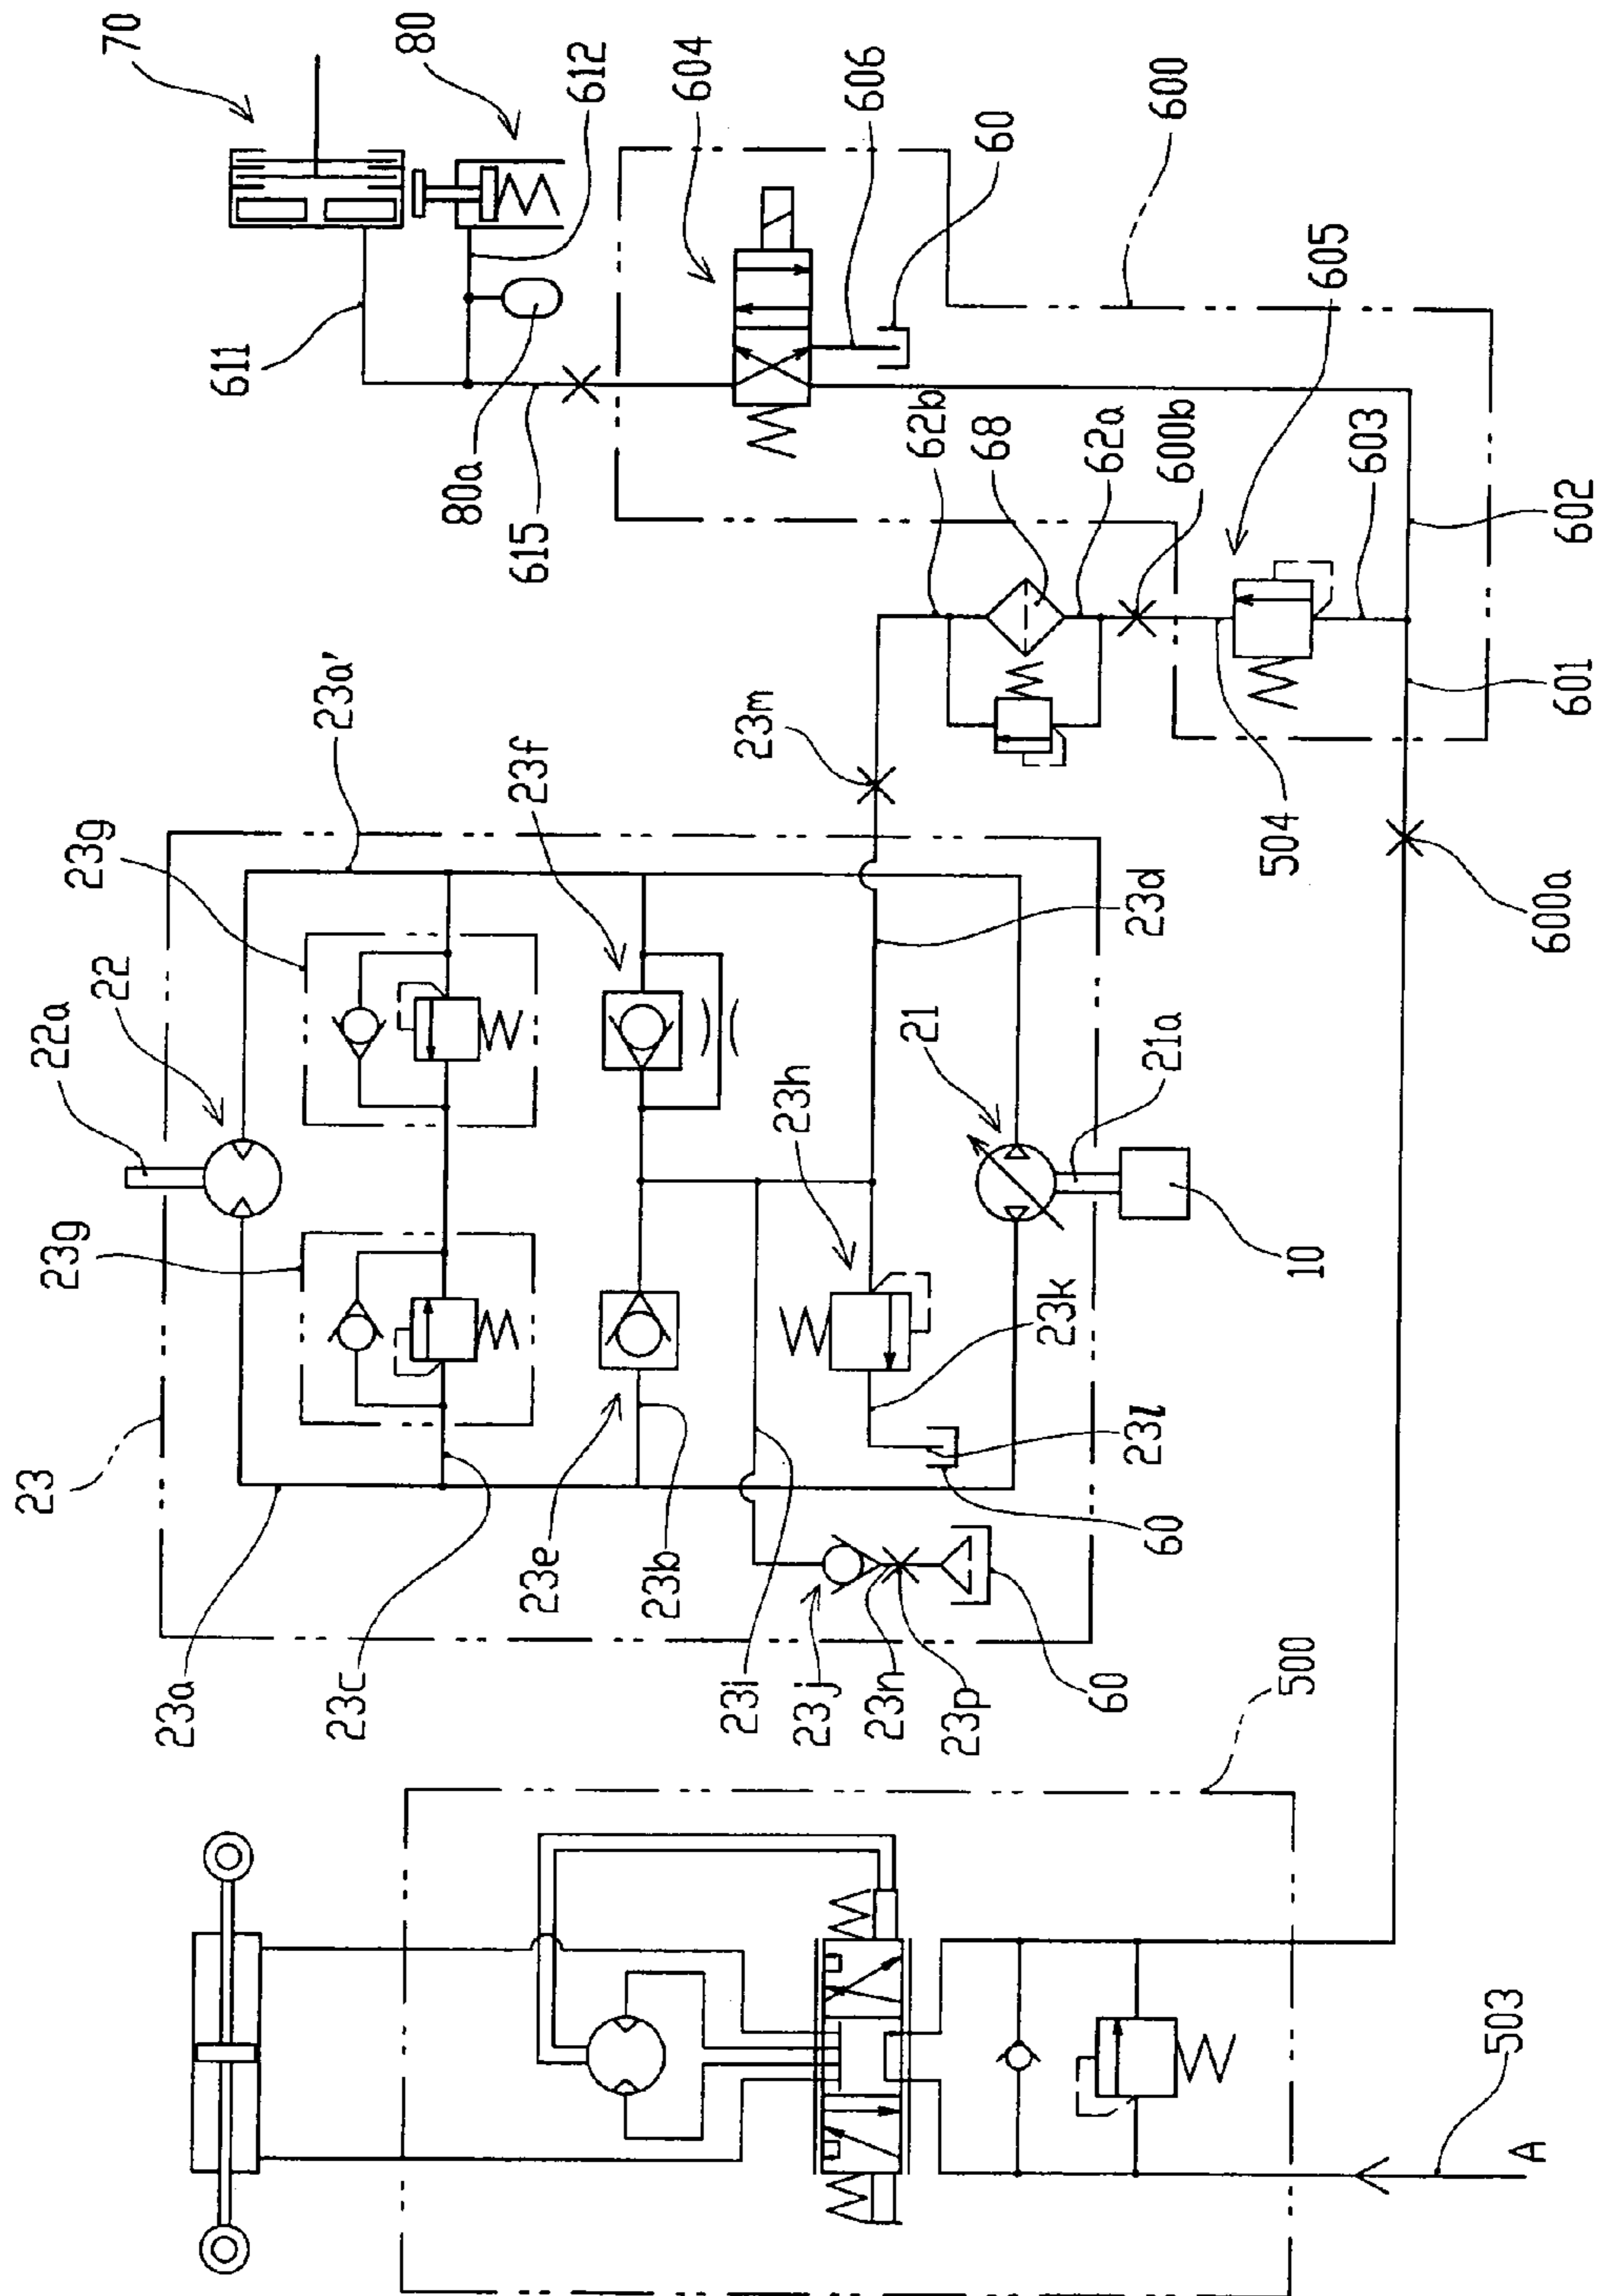 70
80
612
604
606
60
600
605
611
80a
615
62b
68
62a
600b
603
602
601
504
600a
23a'
23m
23f
23g
23d
22
22a
21
21a
23h
10
23g
23k
23l
60
23
23e
23b
23a
23c
23i
23j
23n
23p
60
500
503
A